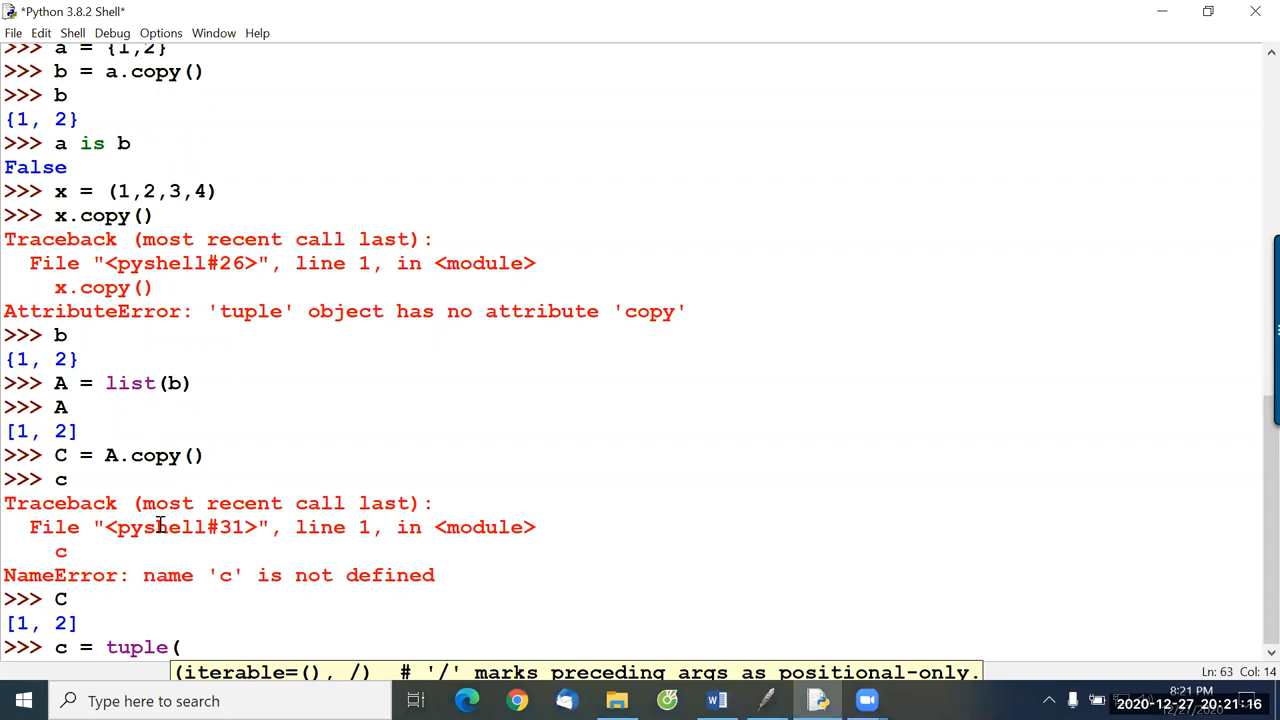 *Python 3.8.2 Shell*
File Edit Shell Debug Options Window Help
>>> a = {1,2}
>>> b = a.copy()
>>> b
{1, 2}
>>> a is b
False
>>> x = (1,2,3,4)
>>> x.copy()
Traceback (most recent call last):
  File "<pyshell#26>", line 1, in <module>
    x.copy()
AttributeError: 'tuple' object has no attribute 'copy'
>>> b
{1, 2}
>>> A = list(b)
>>> A
[1, 2]
>>> C = A.copy()
>>> c
Traceback (most recent call last):
  File "<pyshell#31>", line 1, in <module>
    c
NameError: name 'c' is not defined
>>> C
[1, 2]
>>> c = tuple(
(iterable=(), /)  # '/' marks preceding args as positional-only.
Ln: 63 Col: 14
Type here to search
8:21 PM
2020-12-27 20:21:16